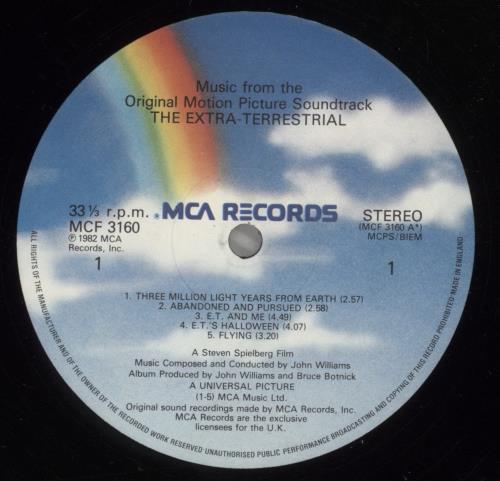 Music from the
Original Motion Picture Soundtrack
THE EXTRA-TERRESTRIAL
33⅓ r.p.m.
MCF 3160
℗ 1982 MCA
Records, Inc.
1
MCA RECORDS
STEREO
(MCF 3160 A*)
MCPS/BIEM
1
1. THREE MILLION LIGHT YEARS FROM EARTH (2.57)
2. ABANDONED AND PURSUED (2.58)
3. E.T. AND ME (4.49)
4. E.T.'S HALLOWEEN (4.07)
5. FLYING (3.20)
A Steven Spielberg Film
Music Composed and Conducted by John Williams
Album Produced by John Williams and Bruce Botnick
A UNIVERSAL PICTURE
(1-5) MCA Music Ltd.
Original sound recordings made by MCA Records, Inc.
MCA Records are the exclusive
licensees for the U.K.
ALL RIGHTS OF THE MANUFACTURER AND OF THE OWNER OF THE RECORDED WORK RESERVED UNAUTHORISED PUBLIC PERFORMANCE BROADCASTING AND COPYING OF THIS RECORD PROHIBITED-MADE IN ENGLAND